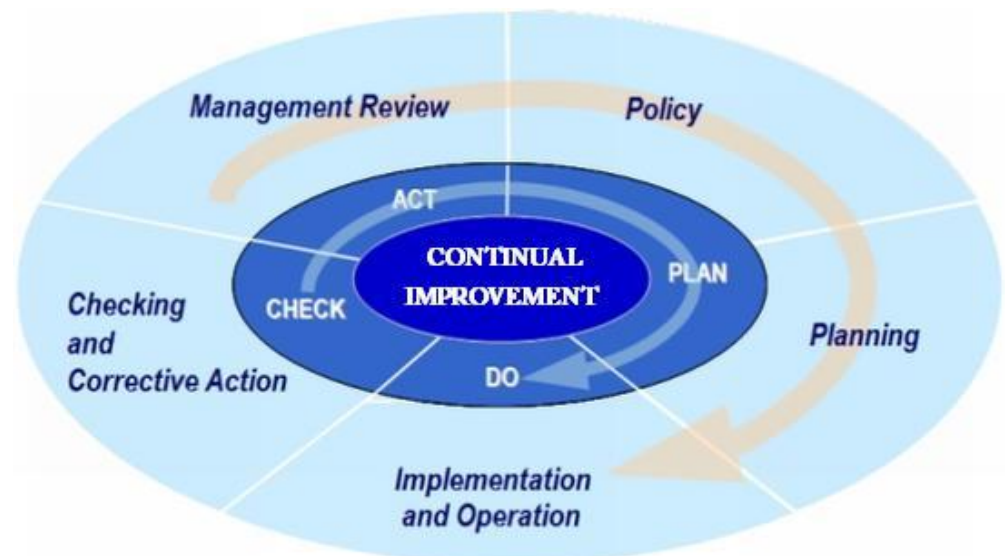 Management Review
Policy
ACT
CONTINUAL
IMPROVEMENT
PLAN
CHECK
DO
Checking
and
Corrective Action
Planning
Implementation
and Operation